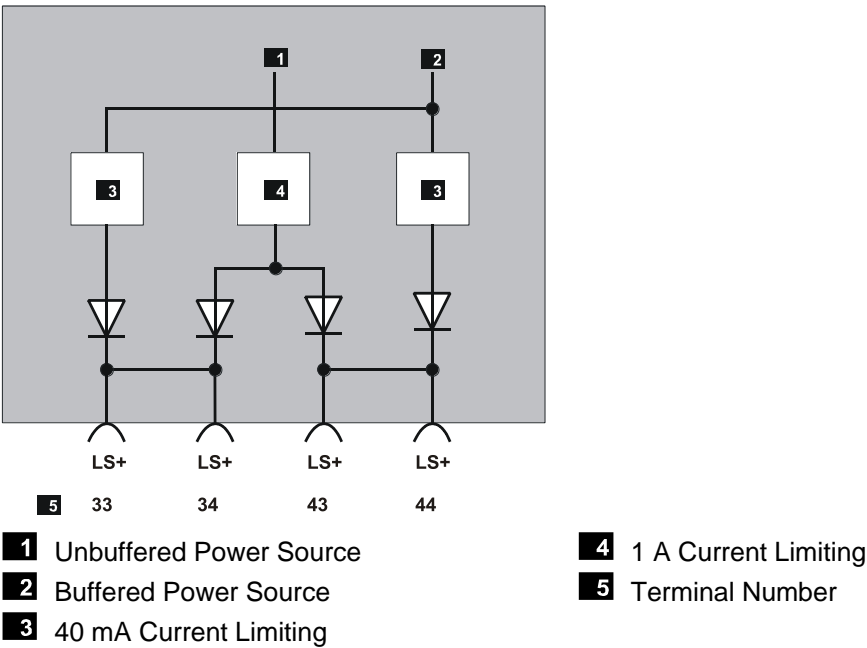 1 2
3 4 3
LS+ LS+ LS+ LS+
5 33 34 43 44
1 Unbuffered Power Source
2 Buffered Power Source
3 40 mA Current Limiting
4 1 A Current Limiting
5 Terminal Number